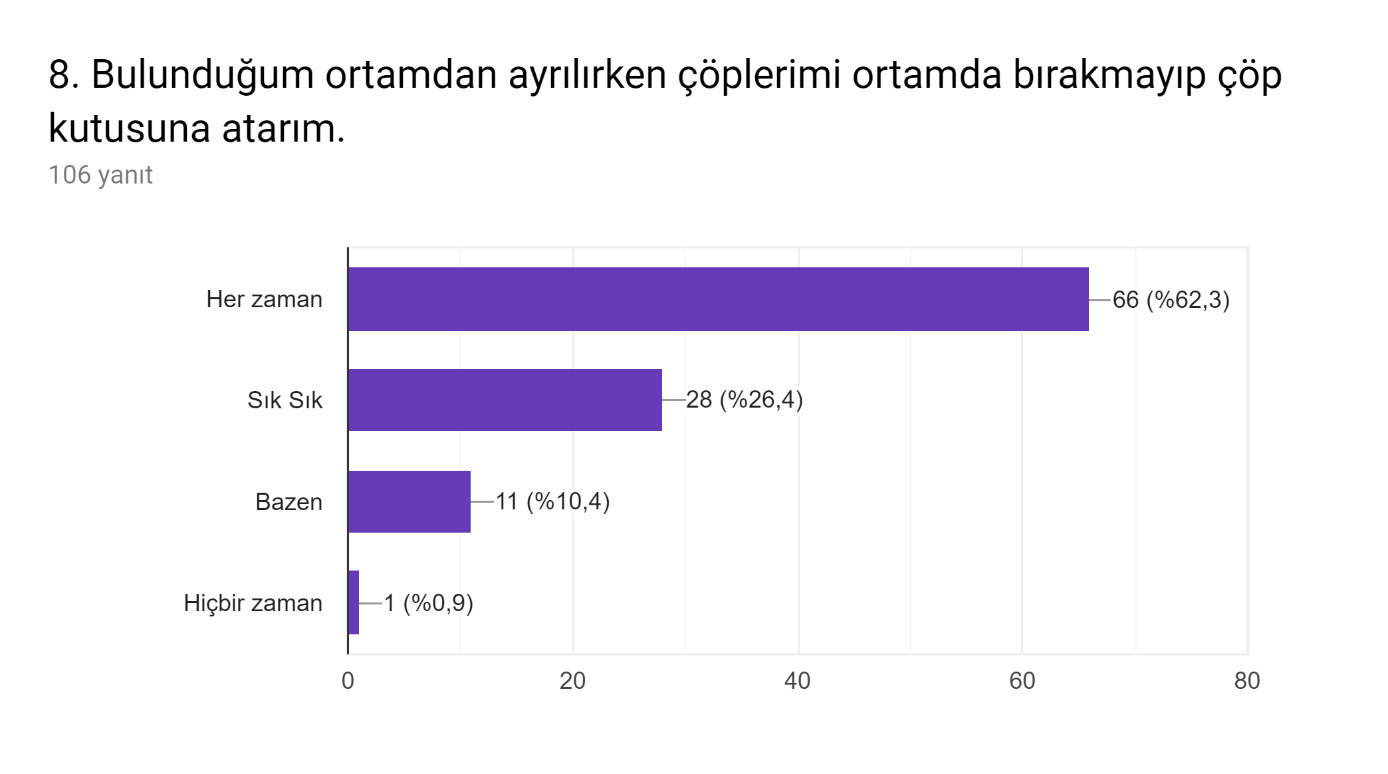 8. Bulunduğum ortamdan ayrılırken çöplerimi ortamda bırakmayıp çöp
kutusuna atarım.
106 yanıt
Her zaman
66 (%62,3)
Sık Sık
28 (%26,4)
Bazen
11 (%10,4)
Hiçbir zaman
1 (%0,9)
0 20 40 60 80